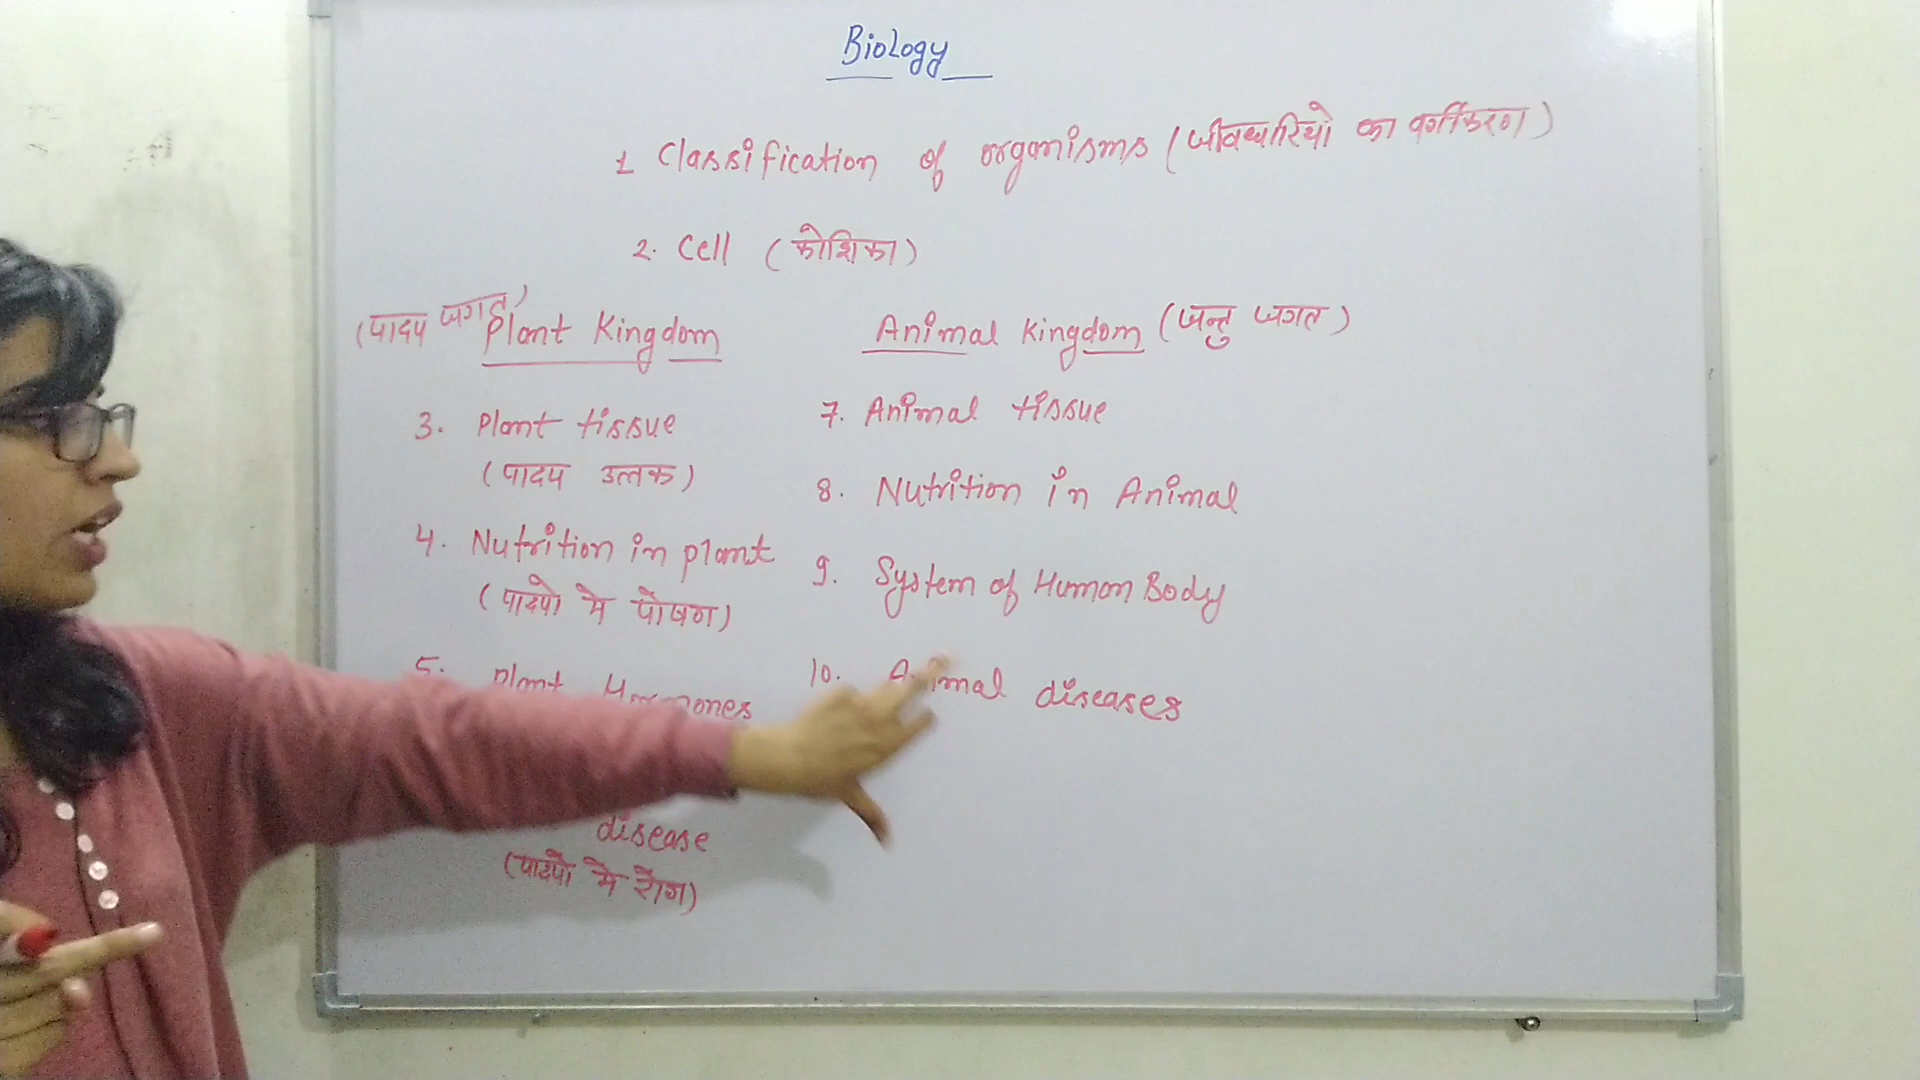 Biology
1 Classification of organisms (जीवधारियो का वर्गीकरण)
2. Cell (कोशिका)
(पादप जगत) Plant Kingdom
3. Plant tissue
(पादप उत्तक)
4. Nutrition in plant
(पादपो मे पोषण)
5. Plant Hormones
disease
(पादपो मे रोग)
Animal kingdom (जन्तु जगत)
7. Animal tissue
8. Nutrition in Animal
9. System of Human Body
10. Animal diseases